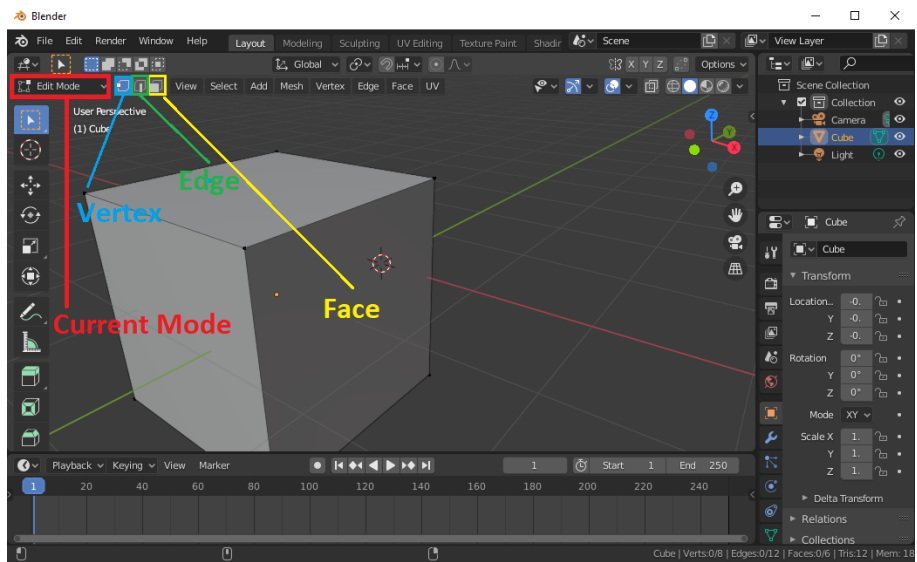 Blender
File Edit Render Window Help Layout Modeling Sculpting UV Editing Texture Paint Shadir Scene View Layer
Global X Y Z Options
Edit Mode View Select Add Mesh Vertex Edge Face UV
Scene Collection
Collection
Camera
Cube
Light
User Perspective
(1) Cube
Z
Y
X
Edge
Vertex
Face
Current Mode
Cube
Cube
Transform
Location... -0.
Y -0.
Z -0.
Rotation 0°
Y 0°
Z 0°
Mode XY
Scale X 1.
Y 1.
Z 1.
Delta Transform
Relations
Collections
Playback Keying View Marker 1 Start 1 End 250
1 20 40 60 80 100 120 140 160 180 200 220 240
Cube | Verts:0/8 | Edges:0/12 | Faces:0/6 | Tris:12 | Mem: 18